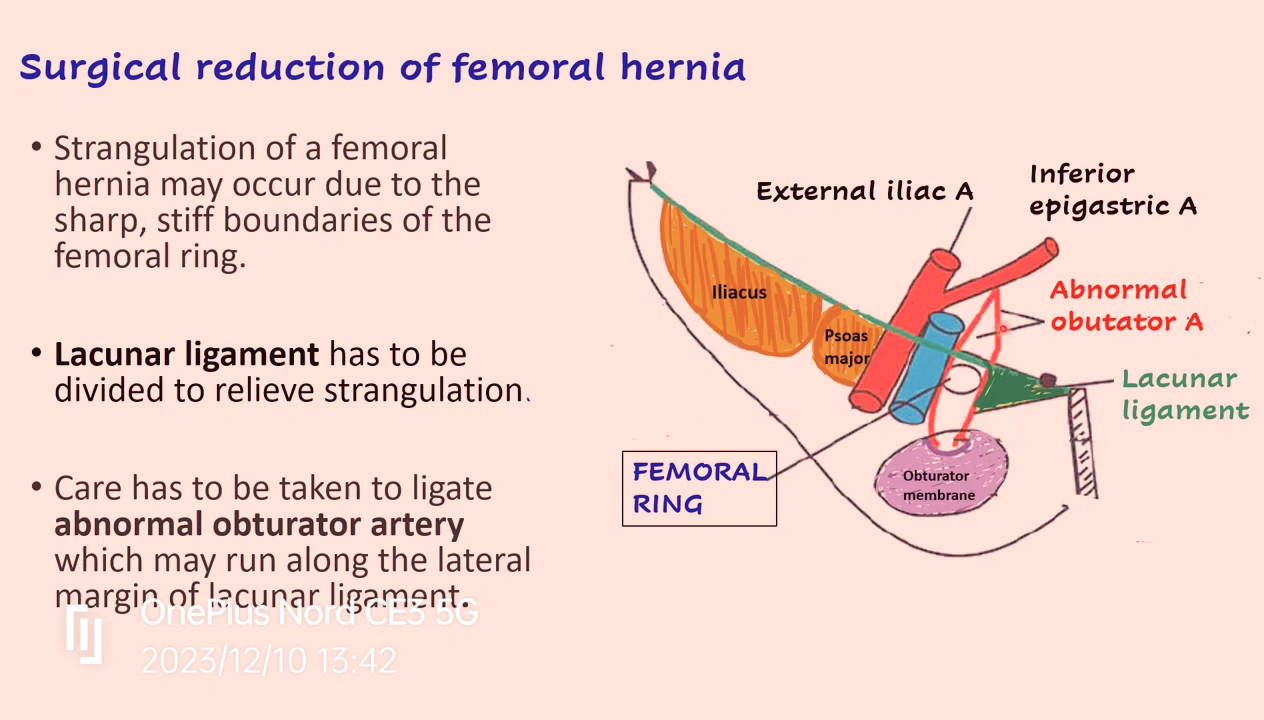 Surgical reduction of femoral hernia
• Strangulation of a femoral
hernia may occur due to the
sharp, stiff boundaries of the
femoral ring.
• Lacunar ligament has to be
divided to relieve strangulation.
• Care has to be taken to ligate
abnormal obturator artery
which may run along the lateral
margin of lacunar ligament.
External iliac A
Inferior
epigastric A
Abnormal
obutator A
Lacunar
ligament
Iliacus
Psoas
major
FEMORAL
RING
Obturator
membrane
OnePlus Nord CE3 5G
2023/12/10 13:42